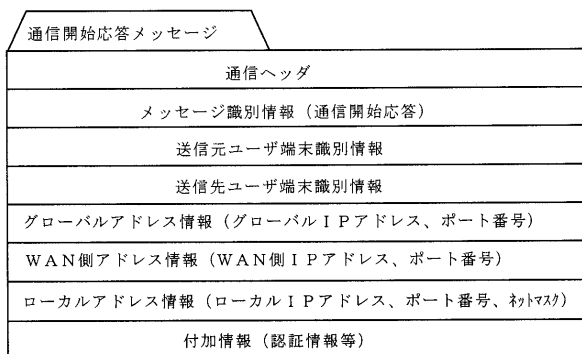 通信開始応答メッセージ
通信ヘッダ
メッセージ識別情報（通信開始応答）
送信元ユーザ端末識別情報
送信先ユーザ端末識別情報
グローバルアドレス情報（グローバルＩＰアドレス、ポート番号）
ＷＡＮ側アドレス情報（ＷＡＮ側ＩＰアドレス、ポート番号）
ローカルアドレス情報（ローカルＩＰアドレス、ポート番号、ﾈｯﾄﾏｽｸ）
付加情報（認証情報等）